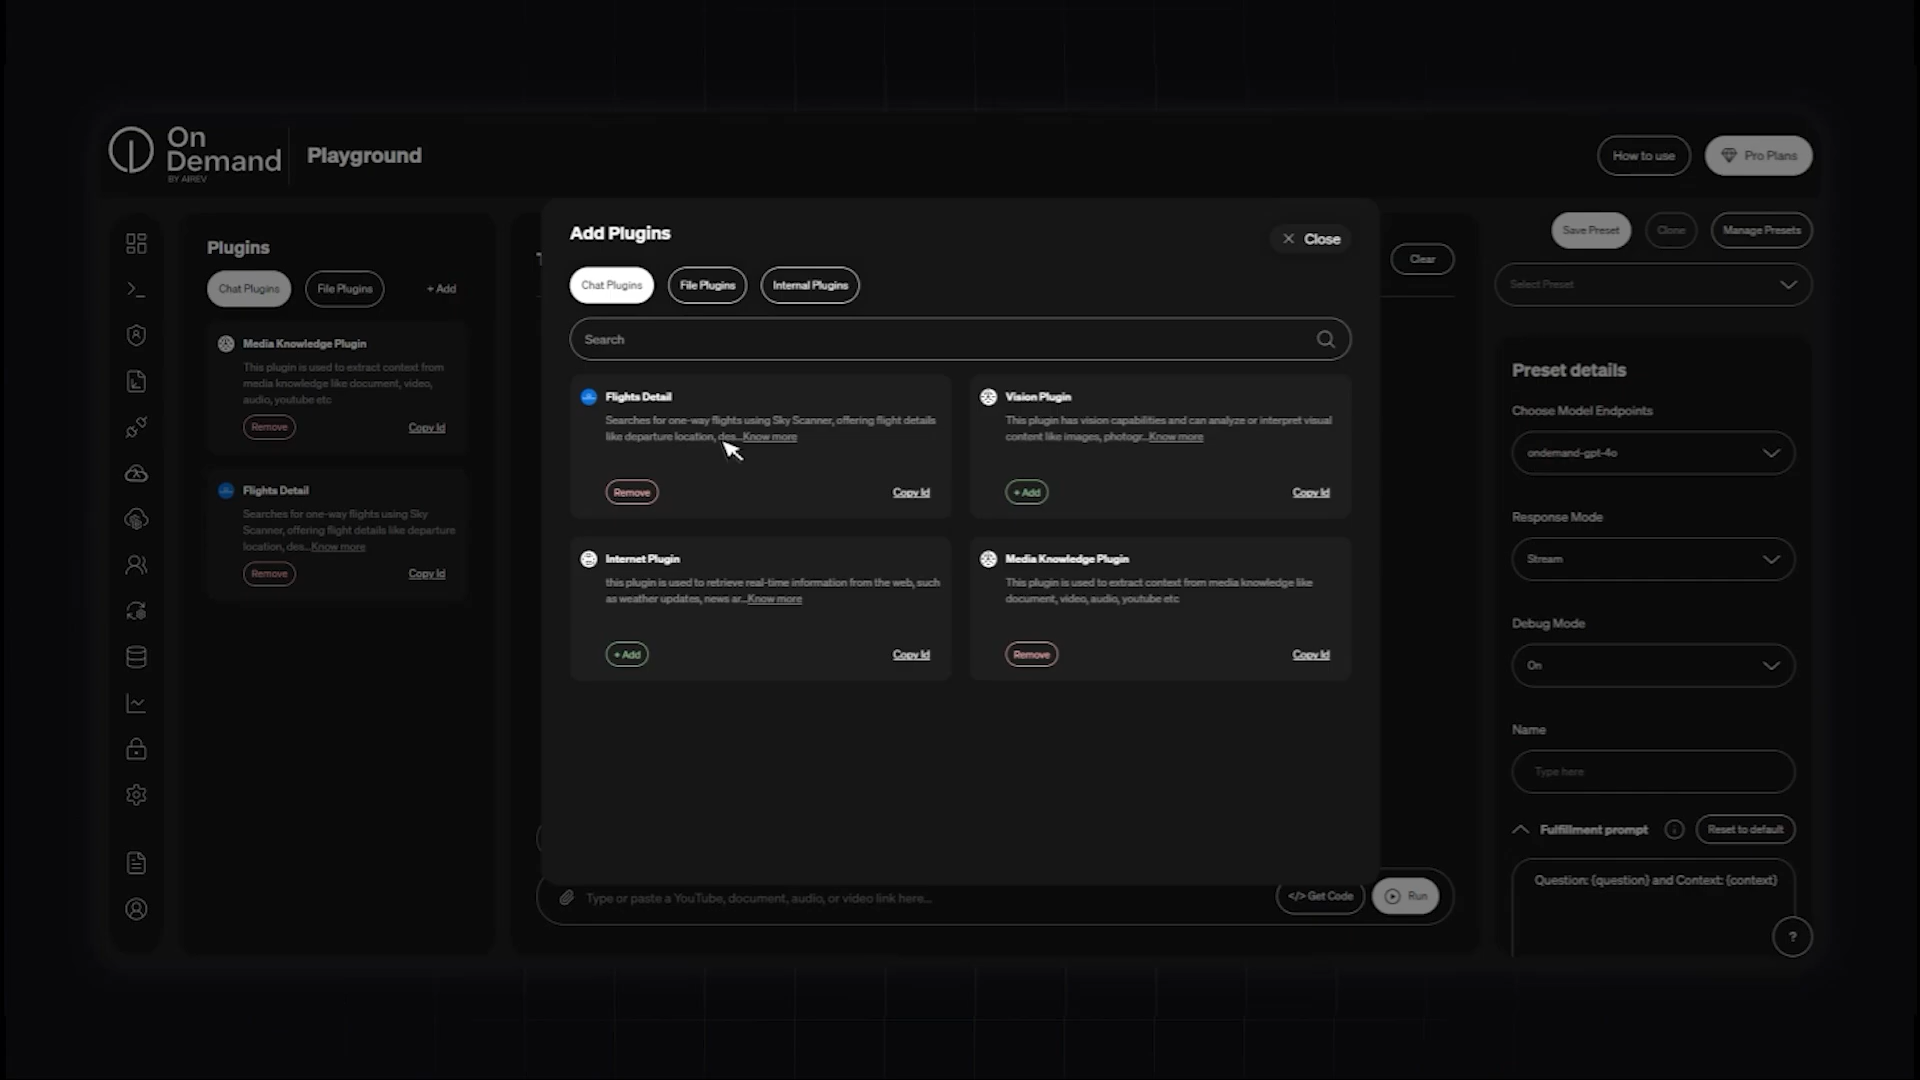 On
Demand
BY AIREV
Playground
How to use
Pro Plans
Plugins
Chat Plugins
File Plugins
+ Add
Media Knowledge Plugin
This plugin is used to extract context from
media knowledge like document, video,
audio, youtube etc
Remove
Copy Id
Flights Detail
Searches for one-way flights using Sky
Scanner, offering flight details like departure
location, des...Know more
Remove
Copy Id
Add Plugins
Close
Chat Plugins
File Plugins
Internal Plugins
Search
Flights Detail
Searches for one-way flights using Sky Scanner, offering flight details
like departure location, des...Know more
Remove
Copy Id
Vision Plugin
This plugin has vision capabilities and can analyze or interpret visual
content like images, photogr...Know more
+ Add
Copy Id
Internet Plugin
this plugin is used to retrieve real-time information from the web, such
as weather updates, news ar...Know more
+ Add
Copy Id
Media Knowledge Plugin
This plugin is used to extract context from media knowledge like
document, video, audio, youtube etc
Remove
Copy Id
Type or paste a YouTube, document, audio, or video link here...
</> Get Code
Run
Clear
Save Preset
Clone
Manage Presets
Select Preset
Preset details
Choose Model Endpoints
ondemand-gpt-4o
Response Mode
Stream
Debug Mode
On
Name
Type here
Fulfillment prompt
Reset to default
Question: {question} and Context: {context}
?